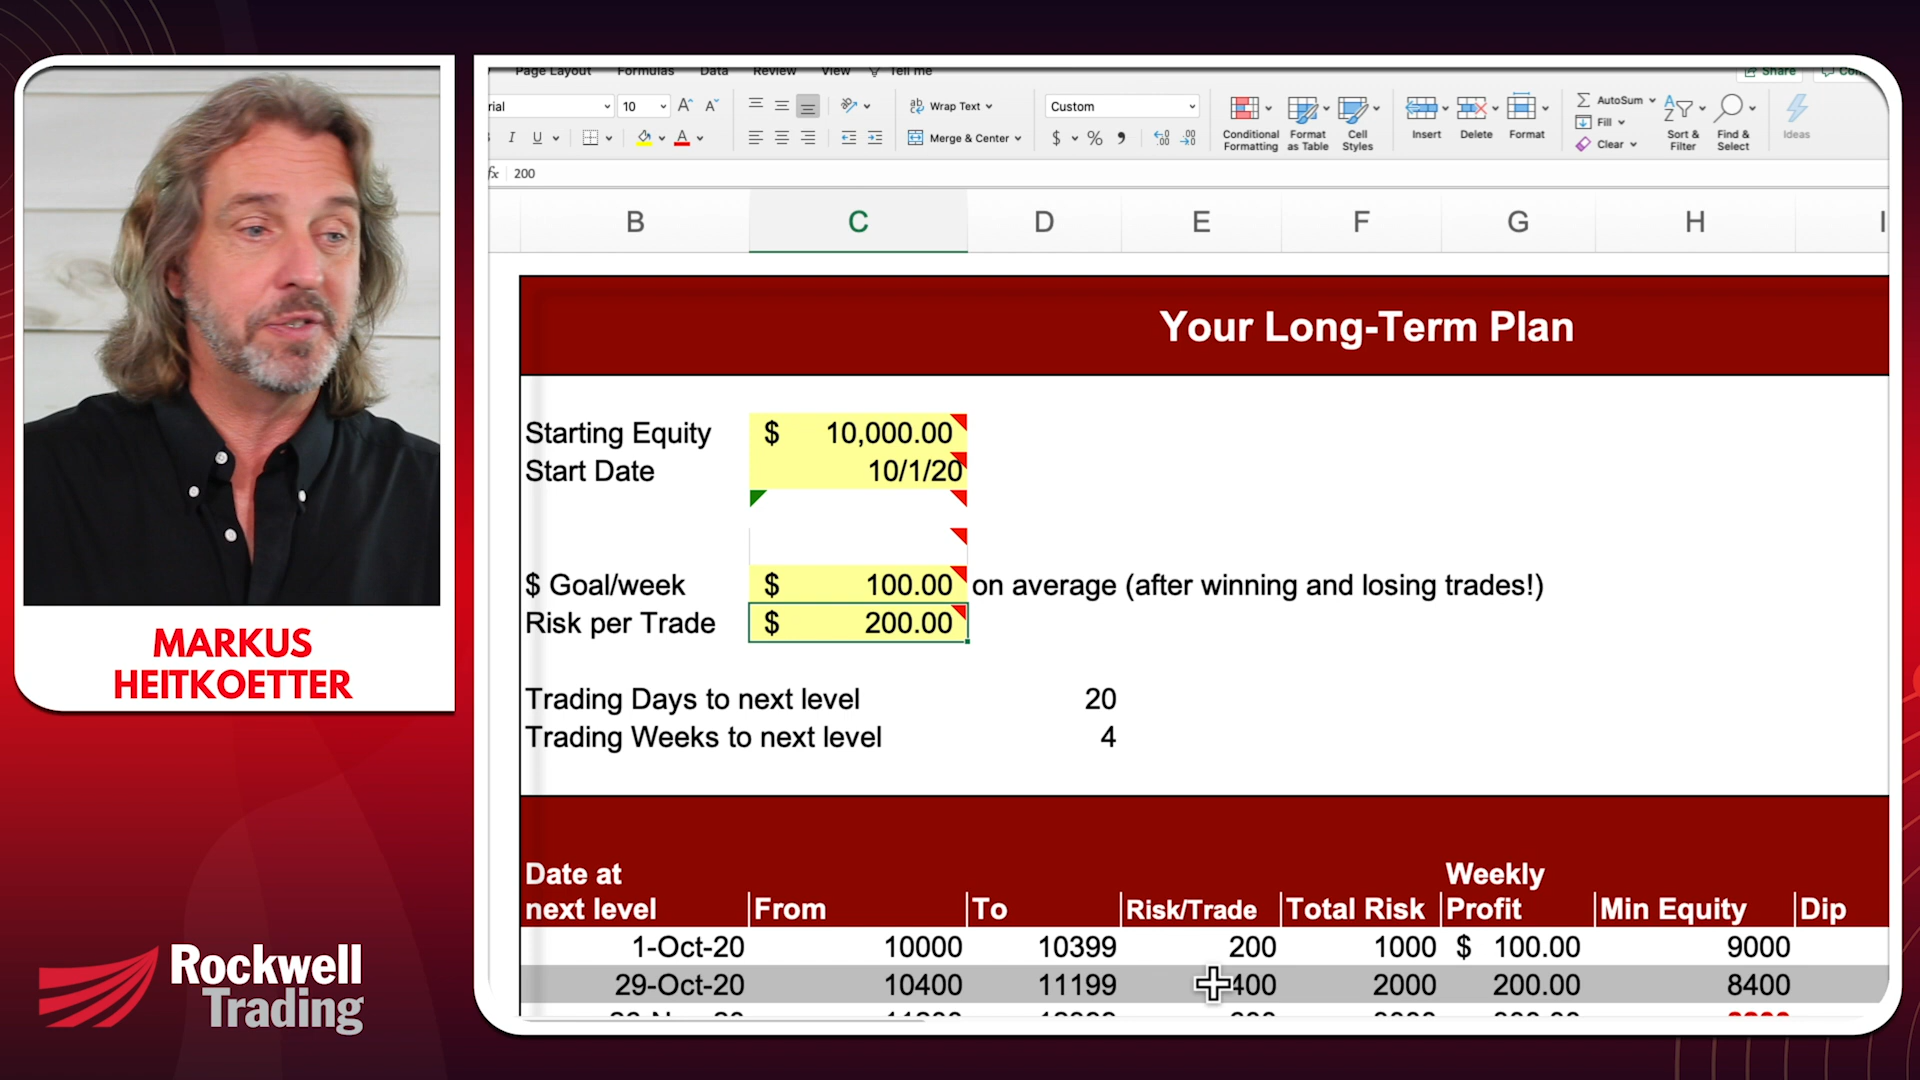 MARKUS
HEITKOETTER
Rockwell
Trading
Page Layout Formulas Data Review View Tell me Share
10 Wrap Text Custom AutoSum
Fill
I U Merge & Center $ % Conditional Formatting Format as Table Cell Styles Insert Delete Format Clear Sort & Filter Find & Select Ideas
fx 200
B C D E F G H
Your Long-Term Plan
Starting Equity $ 10,000.00
Start Date 10/1/20
$ Goal/week $ 100.00 on average (after winning and losing trades!)
Risk per Trade $ 200.00
Trading Days to next level 20
Trading Weeks to next level 4
Date at Weekly
next level From To Risk/Trade Total Risk Profit Min Equity Dip
1-Oct-20 10000 10399 200 1000 $ 100.00 9000
29-Oct-20 10400 11199 400 2000 200.00 8400